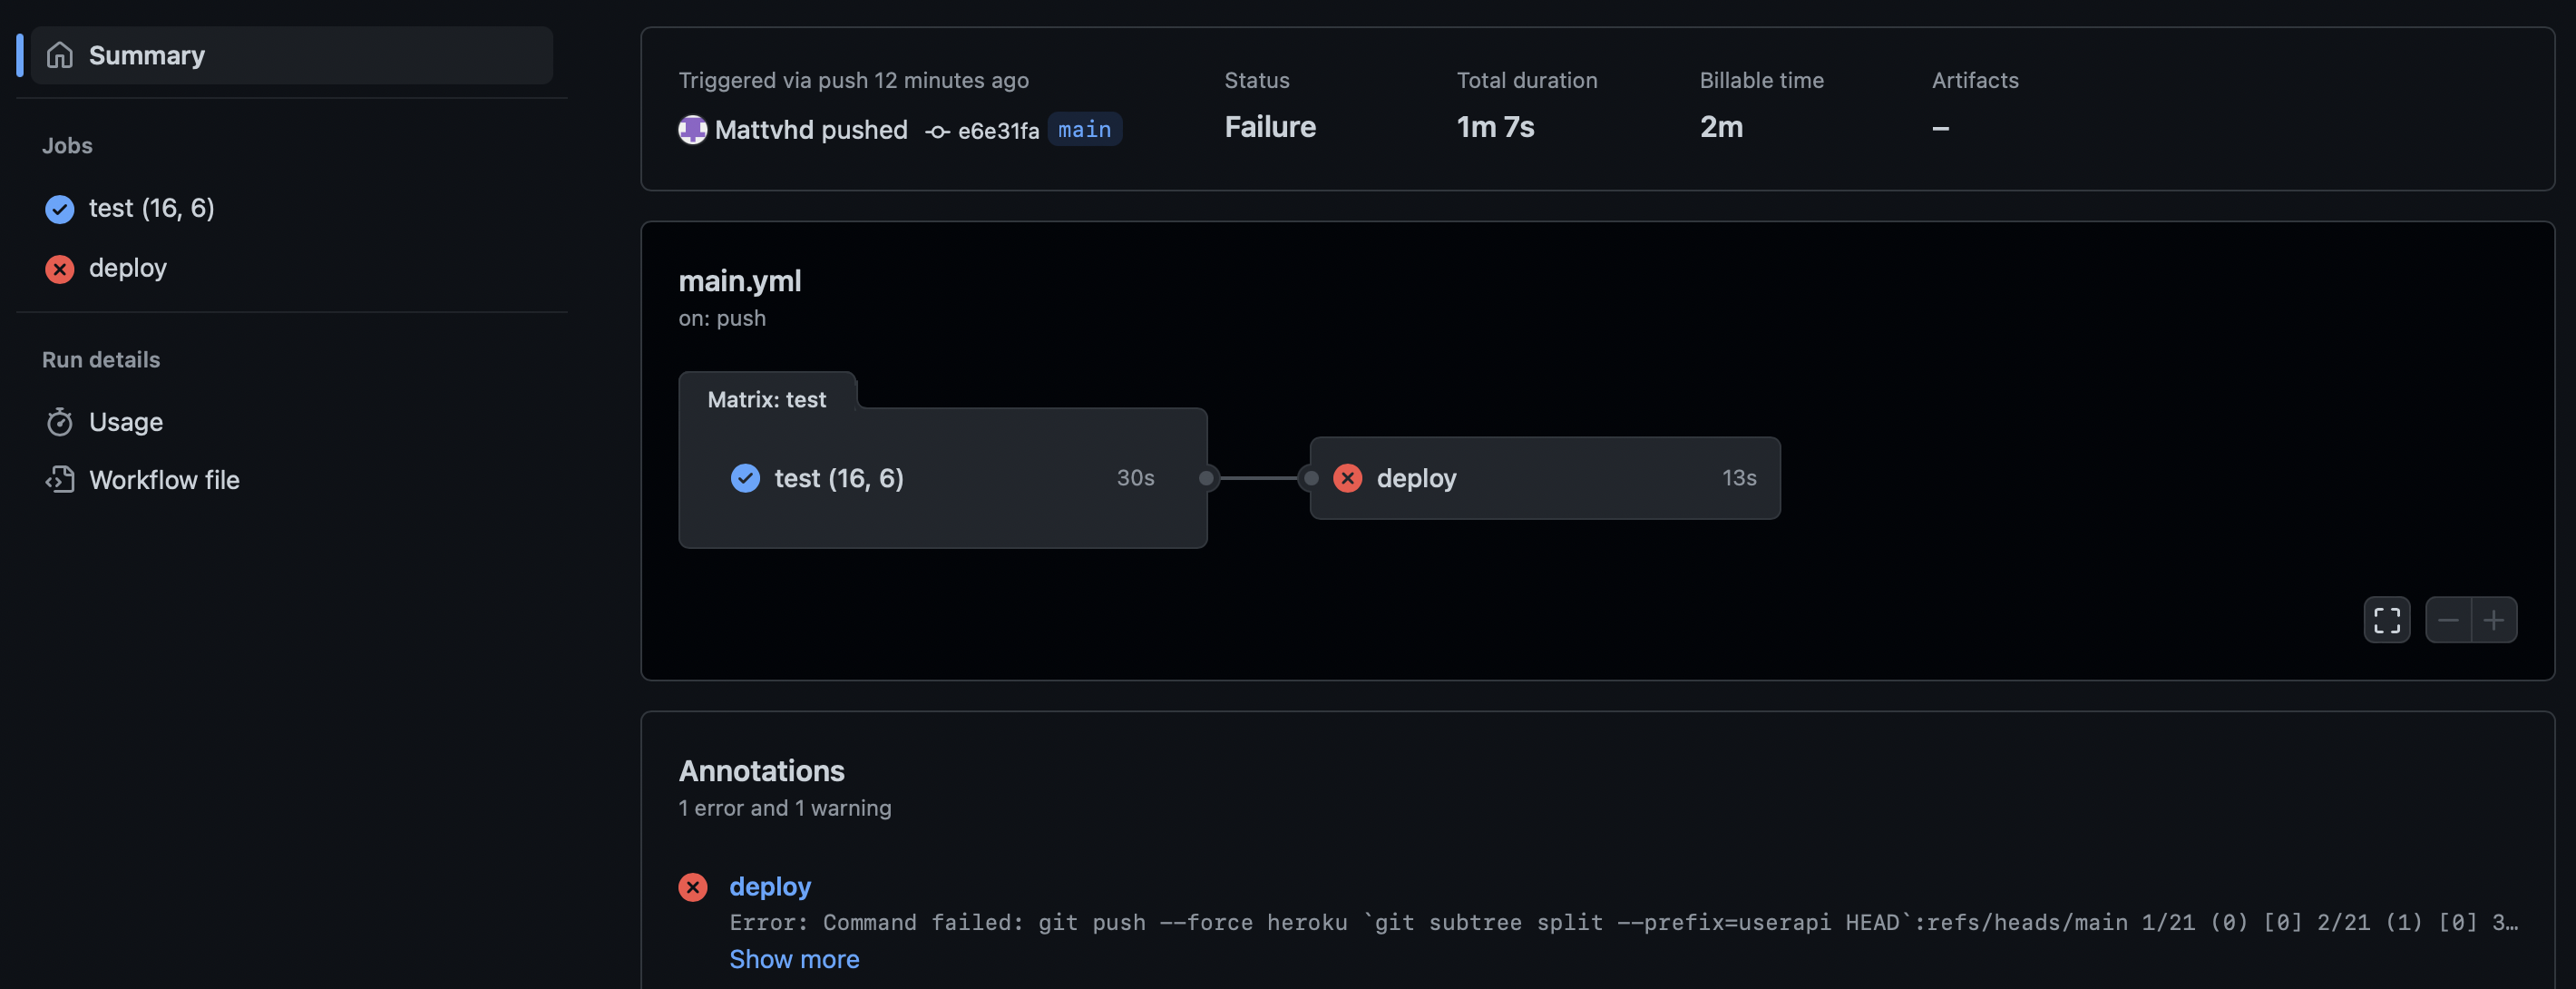 Summary
Jobs
test (16, 6)
deploy
Run details
Usage
Workflow file
Triggered via push 12 minutes ago
Mattvhd pushed e6e31fa main
Status
Failure
Total duration
1m 7s
Billable time
2m
Artifacts
–
main.yml
on: push
Matrix: test
test (16, 6) 30s
deploy 13s
Annotations
1 error and 1 warning
deploy
Error: Command failed: git push --force heroku `git subtree split --prefix=userapi HEAD`:refs/heads/main 1/21 (0) [0] 2/21 (1) [0] 3…
Show more